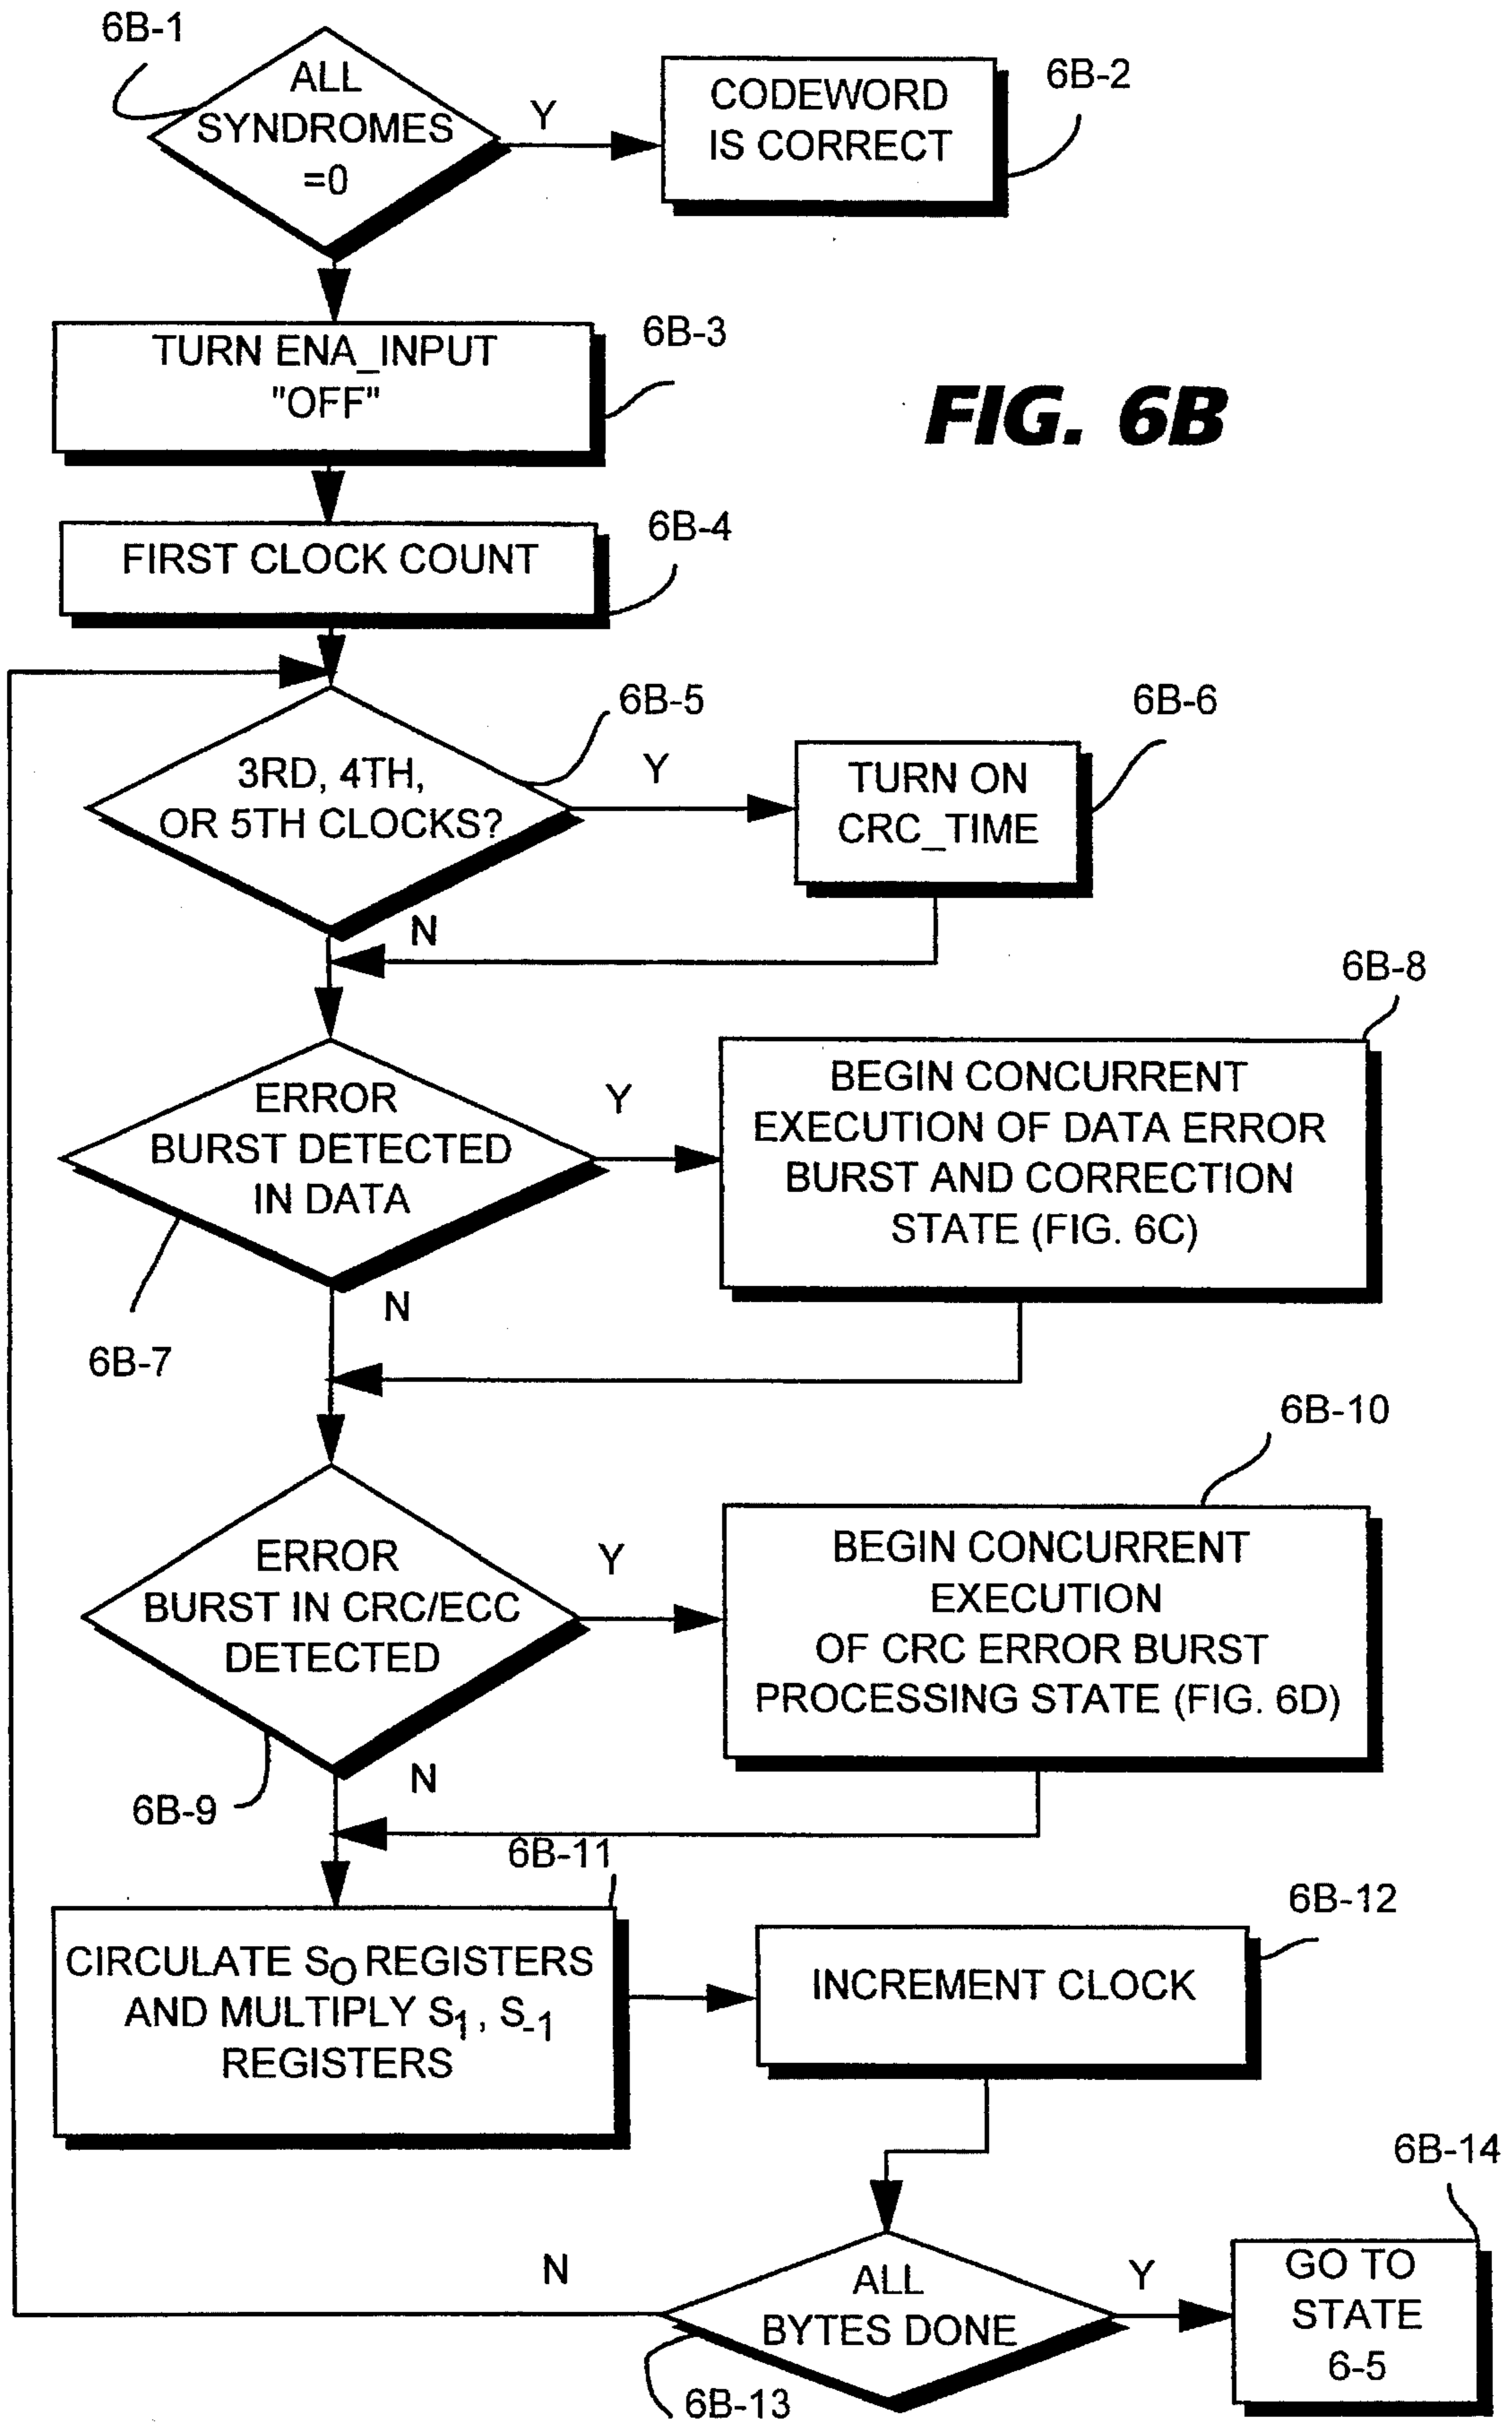 6B-1
ALL
SYNDROMES
=0
Y
CODEWORD
IS CORRECT
6B-2
TURN ENA_INPUT
"OFF"
6B-3
FIG. 6B
FIRST CLOCK COUNT
6B-4
3RD, 4TH,
OR 5TH CLOCKS?
6B-5
Y
TURN ON
CRC_TIME
6B-6
N
ERROR
BURST DETECTED
IN DATA
6B-7
Y
BEGIN CONCURRENT
EXECUTION OF DATA ERROR
BURST AND CORRECTION
STATE (FIG. 6C)
6B-8
N
ERROR
BURST IN CRC/ECC
DETECTED
6B-9
Y
BEGIN CONCURRENT
EXECUTION
OF CRC ERROR BURST
PROCESSING STATE (FIG. 6D)
6B-10
N
6B-11
CIRCULATE SO REGISTERS
AND MULTIPLY S1, S-1
REGISTERS
INCREMENT CLOCK
6B-12
N
ALL
BYTES DONE
6B-13
Y
GO TO
STATE
6-5
6B-14